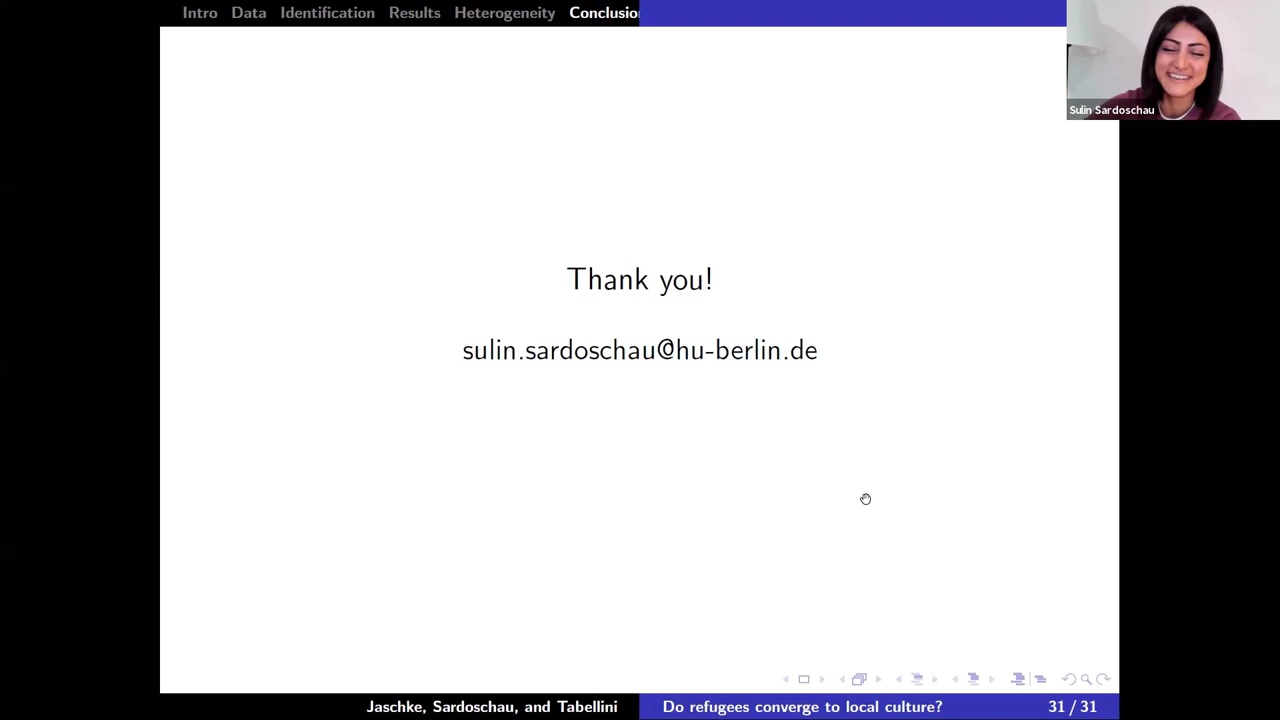 Intro Data Identification Results Heterogeneity Conclusio
Sulin Sardoschau
Thank you!
sulin.sardoschau@hu-berlin.de
Jaschke, Sardoschau, and Tabellini Do refugees converge to local culture? 31 / 31